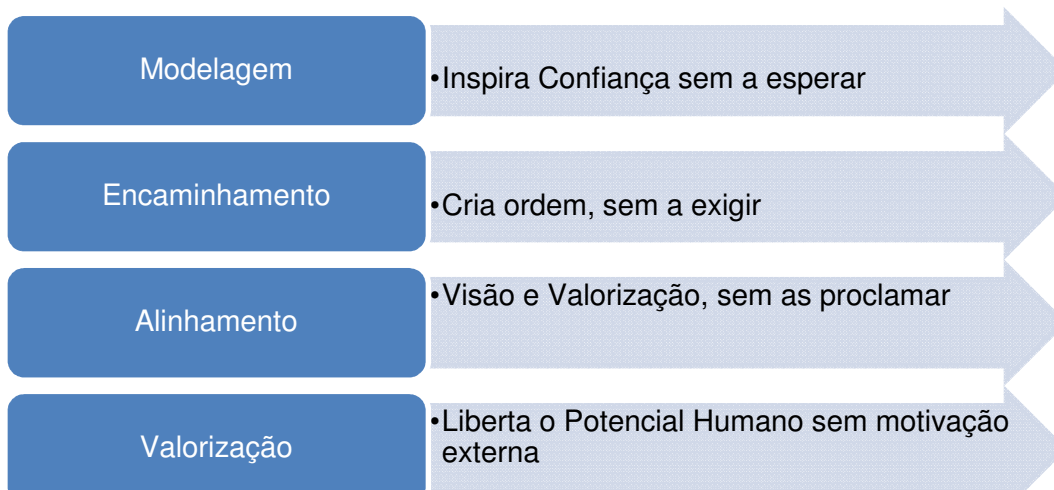 Modelagem
•Inspira Confiança sem a esperar
Encaminhamento
•Cria ordem, sem a exigir
Alinhamento
•Visão e Valorização, sem as proclamar
Valorização
•Liberta o Potencial Humano sem motivação
externa